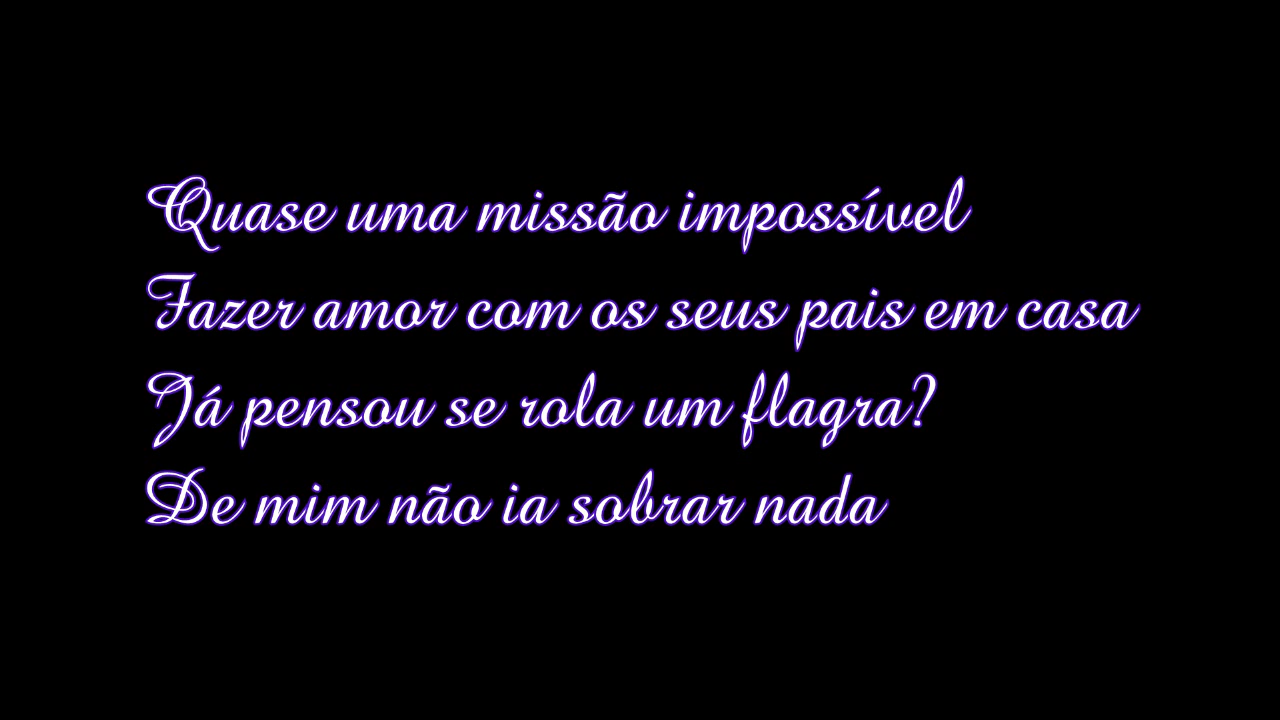 Quase uma missão impossível
Fazer amor com os seus pais em casa
Já pensou se rola um flagra?
De mim não ia sobrar nada